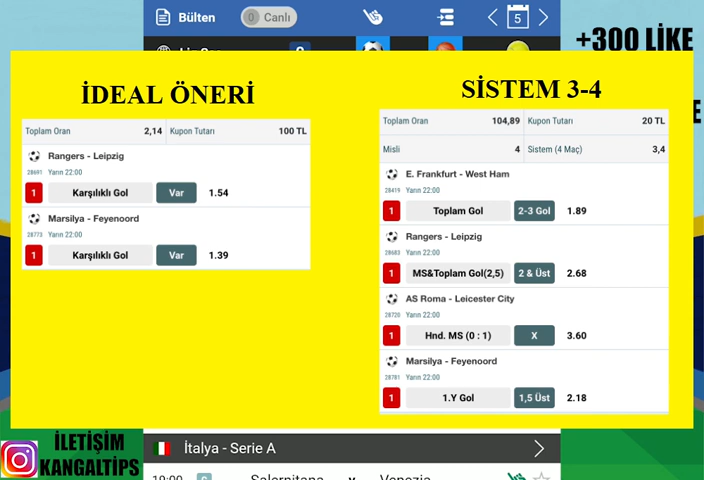 Bülten
0 Canlı
5
+300 LİKE
İDEAL ÖNERİ
Toplam Oran 2,14 Kupon Tutarı 100 TL
Rangers - Leipzig
28691 Yarın 22:00
1 Karşılıklı Gol Var 1.54
Marsilya - Feyenoord
28773 Yarın 22:00
1 Karşılıklı Gol Var 1.39
SİSTEM 3-4
Toplam Oran 104,89 Kupon Tutarı 20 TL
Misli 4 Sistem (4 Maç) 3,4
E. Frankfurt - West Ham
28419 Yarın 22:00
1 Toplam Gol 2-3 Gol 1.89
Rangers - Leipzig
28683 Yarın 22:00
1 MS&Toplam Gol(2,5) 2 & Üst 2.68
AS Roma - Leicester City
28720 Yarın 22:00
1 Hnd. MS (0 : 1) X 3.60
Marsilya - Feyenoord
28781 Yarın 22:00
1 1.Y Gol 1,5 Üst 2.18
İLETİŞİM
KANGALTİPS
İtalya - Serie A
19:00 Salernitana v Venezia